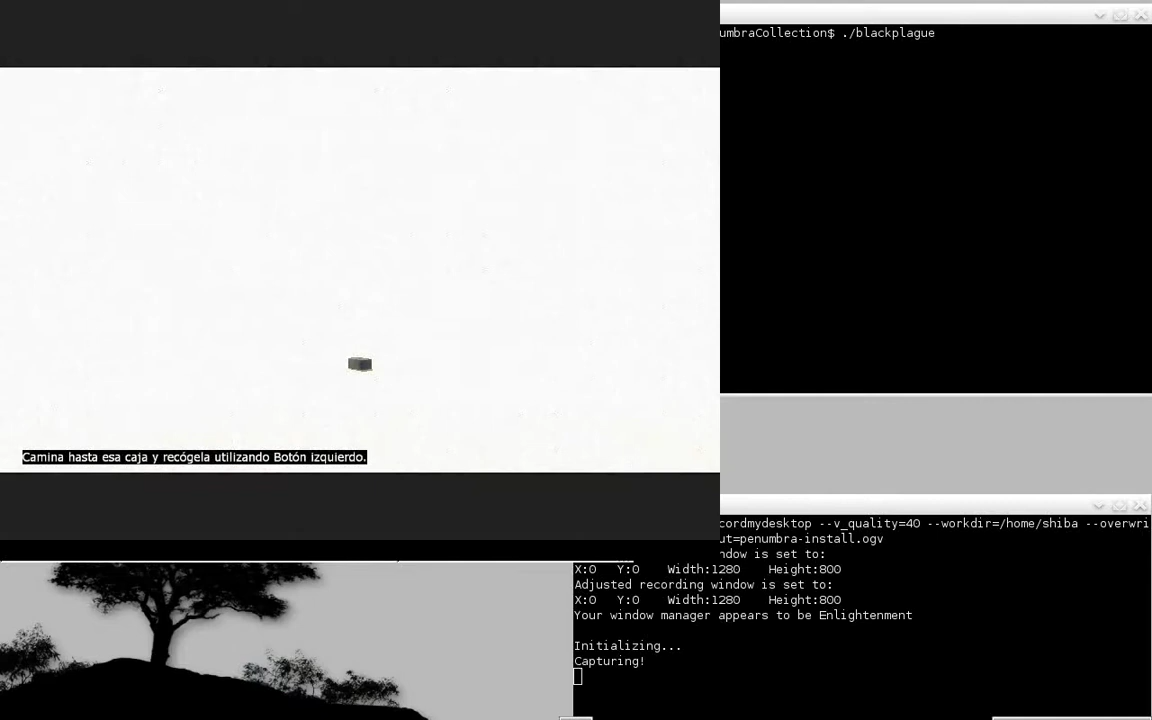 umbraCollection$ ./blackplague
Camina hasta esa caja y recógela utilizando Botón izquierdo.
cordmydesktop --v_quality=40 --workdir=/home/shiba --overwri
ut=penumbra-install.ogv
ndow is set to:
X:0 Y:0 Width:1280 Height:800
Adjusted recording window is set to:
X:0 Y:0 Width:1280 Height:800
Your window manager appears to be Enlightenment
Initializing...
Capturing!